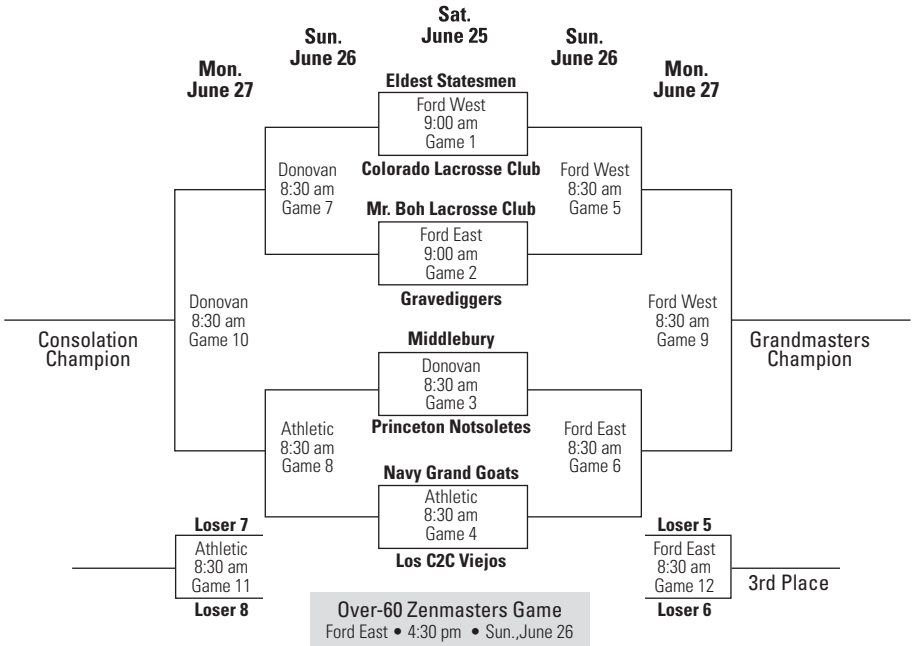 Sat.
June 25
Sun.
June 26
Sun.
June 26
Mon.
June 27
Mon.
June 27
Eldest Statesmen
Ford West
9:00 am
Game 1
Colorado Lacrosse Club
Donovan
8:30 am
Game 7
Ford West
8:30 am
Game 5
Mr. Boh Lacrosse Club
Ford East
9:00 am
Game 2
Gravediggers
Donovan
8:30 am
Game 10
Ford West
8:30 am
Game 9
Consolation
Champion
Grandmasters
Champion
Middlebury
Donovan
8:30 am
Game 3
Princeton Notsoletes
Athletic
8:30 am
Game 8
Ford East
8:30 am
Game 6
Navy Grand Goats
Athletic
8:30 am
Game 4
Los C2C Viejos
Loser 7
Athletic
8:30 am
Game 11
Loser 8
Loser 5
Ford East
8:30 am
Game 12
Loser 6
3rd Place
Over-60 Zenmasters Game
Ford East • 4:30 pm • Sun.,June 26